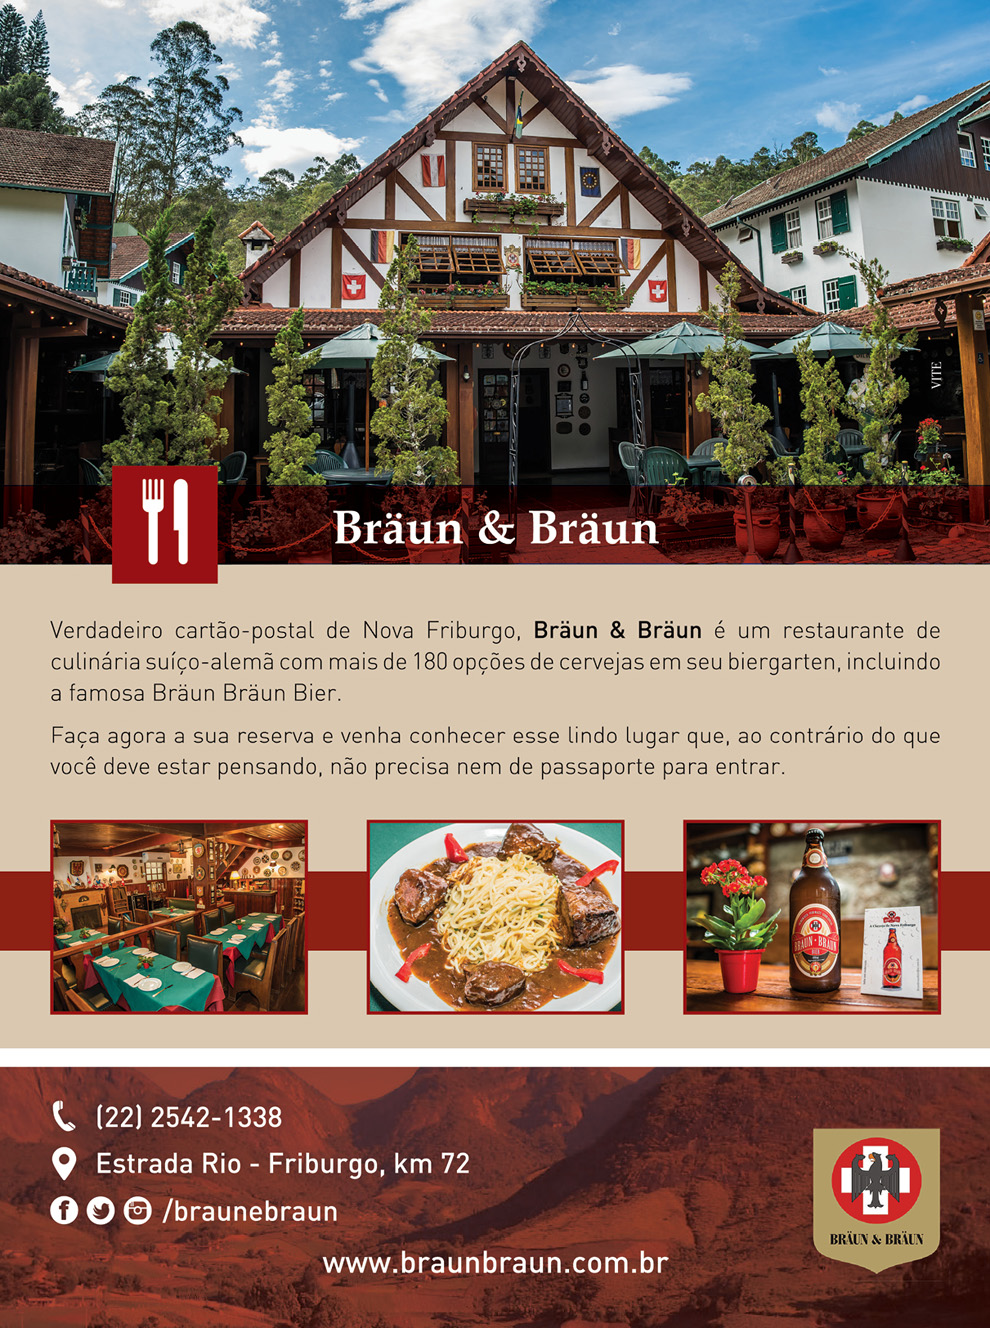 VITE
Bräun & Bräun
Verdadeiro cartão-postal de Nova Friburgo, Bräun & Bräun é um restaurante de
culinária suíço-alemã com mais de 180 opções de cervejas em seu biergarten, incluindo
a famosa Bräun Bräun Bier.
Faça agora a sua reserva e venha conhecer esse lindo lugar que, ao contrário do que
você deve estar pensando, não precisa nem de passaporte para entrar.
BRÄUN & BRÄUN
(22) 2542-1338
Estrada Rio - Friburgo, km 72
/braunebraun
BRÄUN & BRÄUN
www.braunbraun.com.br